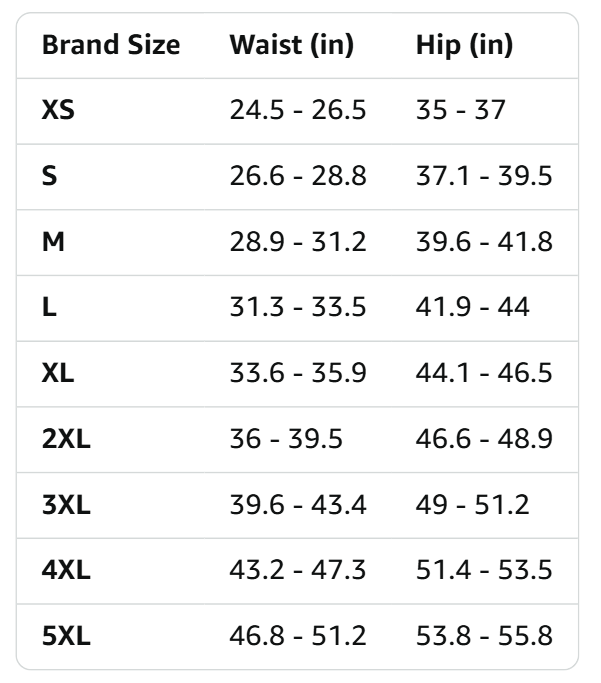 Brand Size Waist (in) Hip (in)
XS 24.5 - 26.5 35 - 37
S 26.6 - 28.8 37.1 - 39.5
M 28.9 - 31.2 39.6 - 41.8
L 31.3 - 33.5 41.9 - 44
XL 33.6 - 35.9 44.1 - 46.5
2XL 36 - 39.5 46.6 - 48.9
3XL 39.6 - 43.4 49 - 51.2
4XL 43.2 - 47.3 51.4 - 53.5
5XL 46.8 - 51.2 53.8 - 55.8